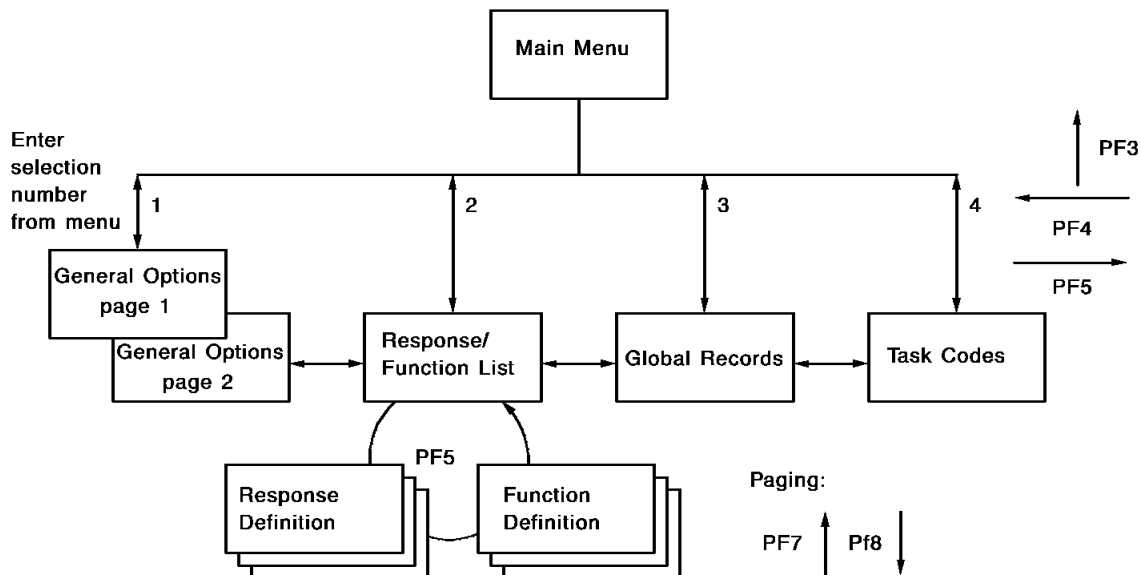 Main Menu
Enter
selection
number
from menu
1
2
3
4
PF3
PF4
PF5
General Options
page 1
General Options
page 2
Response/
Function List
Global Records
Task Codes
PF5
Response
Definition
Function
Definition
Paging:
PF7
Pf8